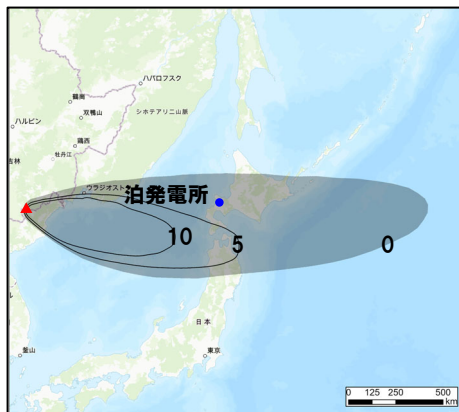 ハバロフスク
鶴岡
双鴨山
シホテアリニ山脈
ハルビン
鶏西
牡丹江
吉林
ウラジオスト
泊発電所
10
5
0
日本
釜山
東京
0 125 250 500
km